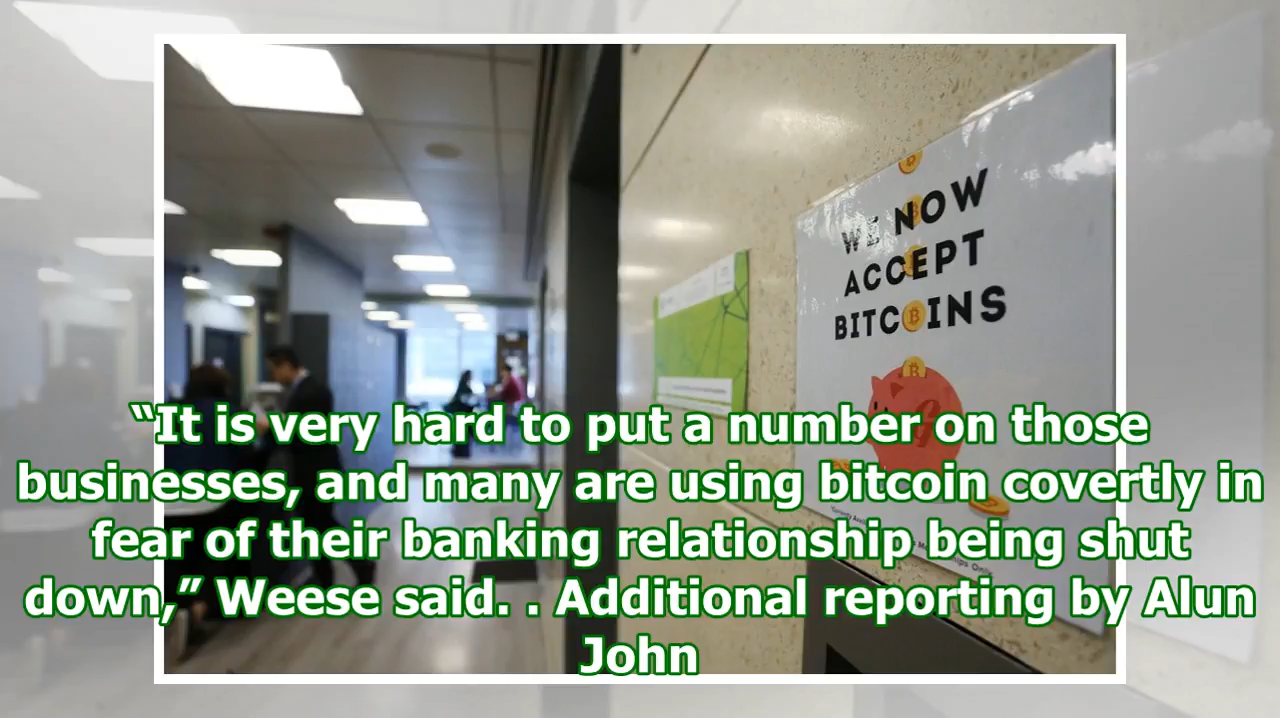 WE NOW
ACCEPT
BITCOINS
“It is very hard to put a number on those
businesses, and many are using bitcoin covertly in
fear of their banking relationship being shut
down,” Weese said. . Additional reporting by Alun
John